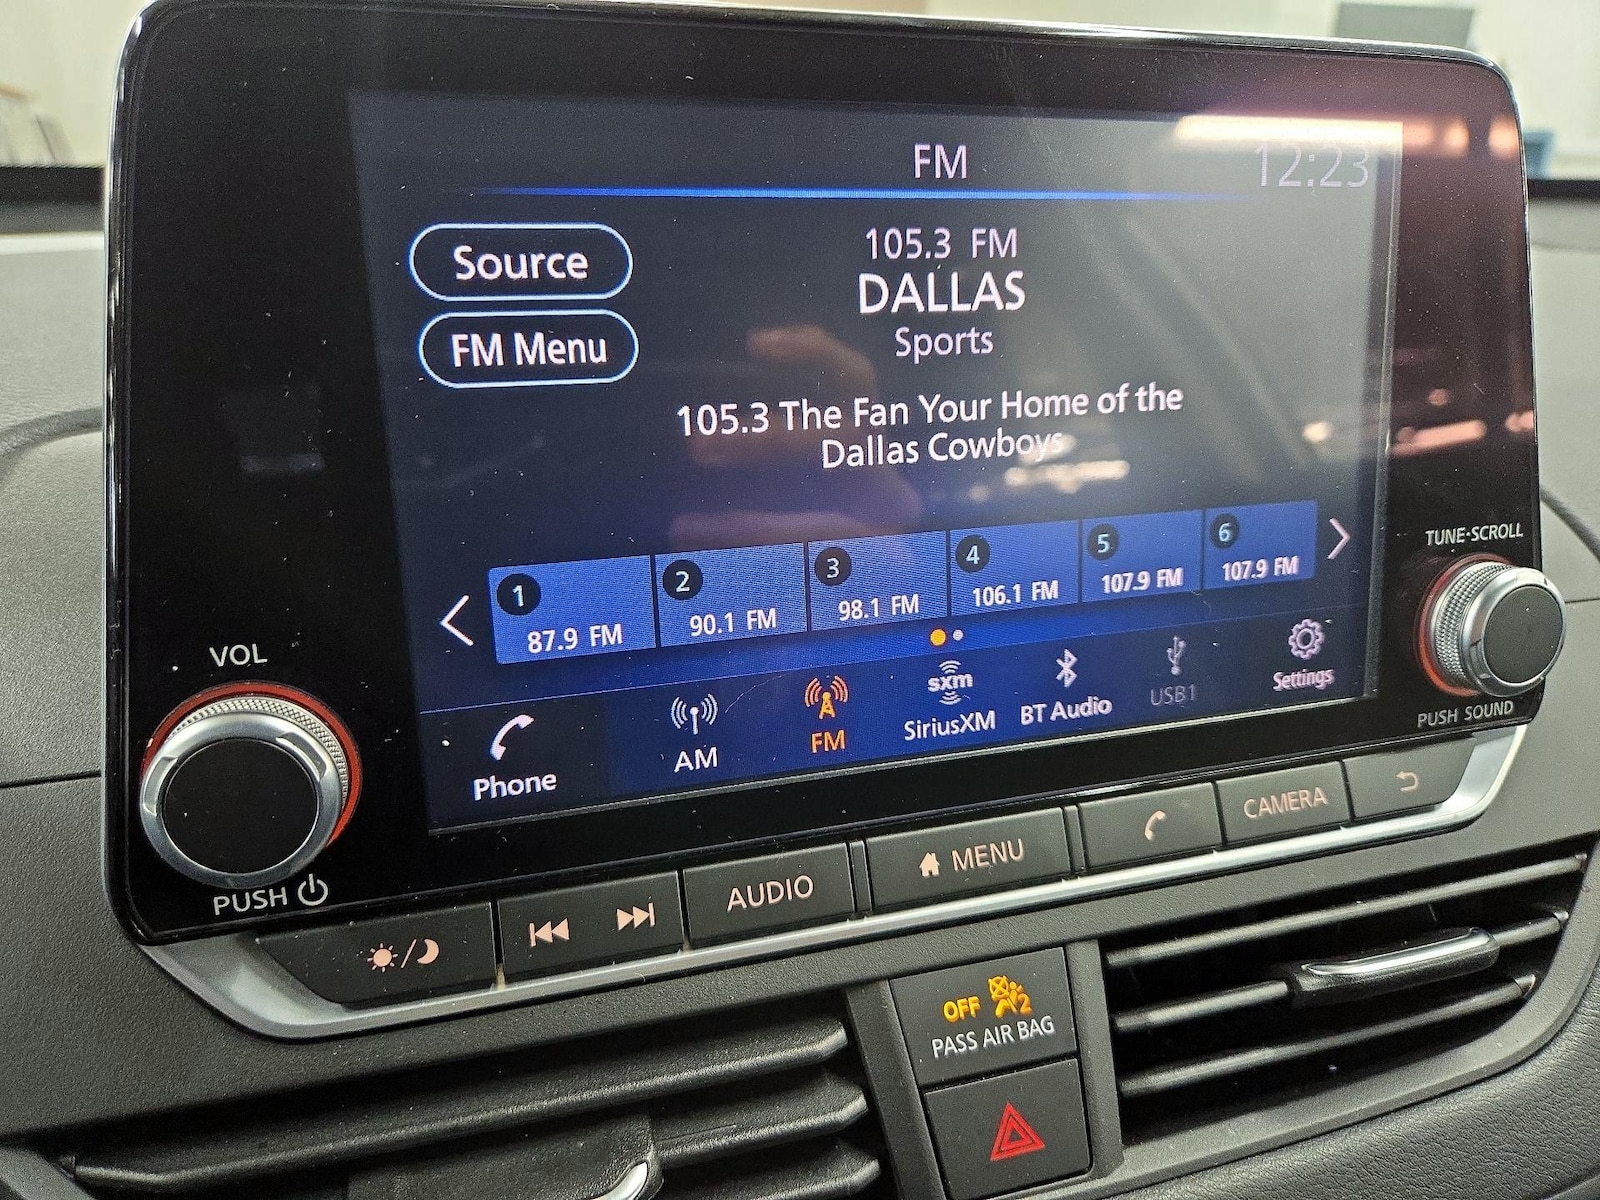 FM
12:23
Source
105.3 FM
DALLAS
FM Menu
Sports
105.3 The Fan Your Home of the
Dallas Cowboys
1
2
3
4
5
6
87.9 FM
90.1 FM
98.1 FM
106.1 FM
107.9 FM
107.9 FM
TUNE·SCROLL
VOL
Phone
AM
FM
sxm
SiriusXM
BT Audio
USB1
Settings
PUSH SOUND
PUSH
AUDIO
MENU
CAMERA
OFF 2
PASS AIR BAG